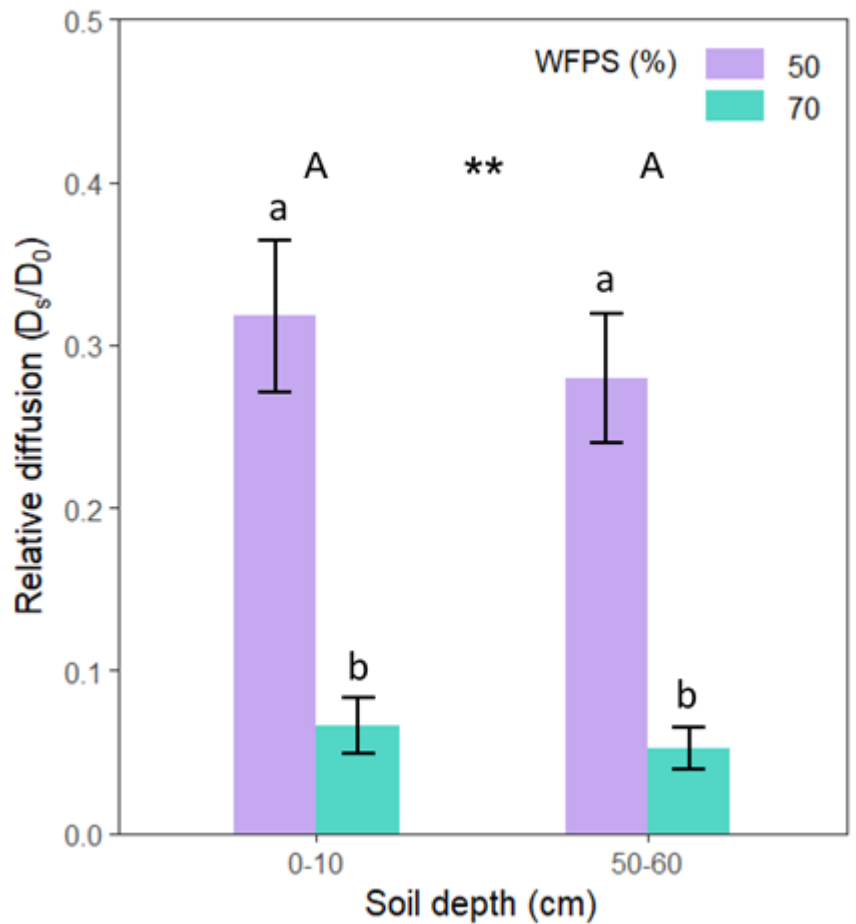 0.5
WFPS (%)
50
70
A ** A
0.4
a
a
0.3
0.2
0.1
b
b
0.0
0-10 50-60
Soil depth (cm)
Relative diffusion (Ds/D0)